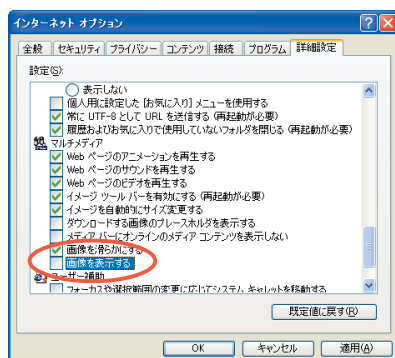 インターネット オプション
全般 セキュリティ プライバシー コンテンツ 接続 プログラム 詳細設定
設定(S):
表示しない
個人用に設定した [お気に入り] メニューを使用する
常に UTF-8 として URL を送信する (再起動が必要)
履歴およびお気に入りで使用していないフォルダを閉じる (再起動が必要)
マルチメディア
Web ページのアニメーションを再生する
Web ページのサウンドを再生する
Web ページのビデオを再生する
イメージ ツール バーを有効にする (再起動が必要)
イメージを自動的にサイズ変更する
ダウンロードする画像のプレースホルダを表示する
メディア バーにオンラインのメディア コンテンツを表示しない
画像を滑らかにする
画像を表示する
ユーザー補助
フォーカスや選択範囲の変更に応じてシステム キャレットを移動する
既定値に戻す(R)
OK キャンセル 適用(A)